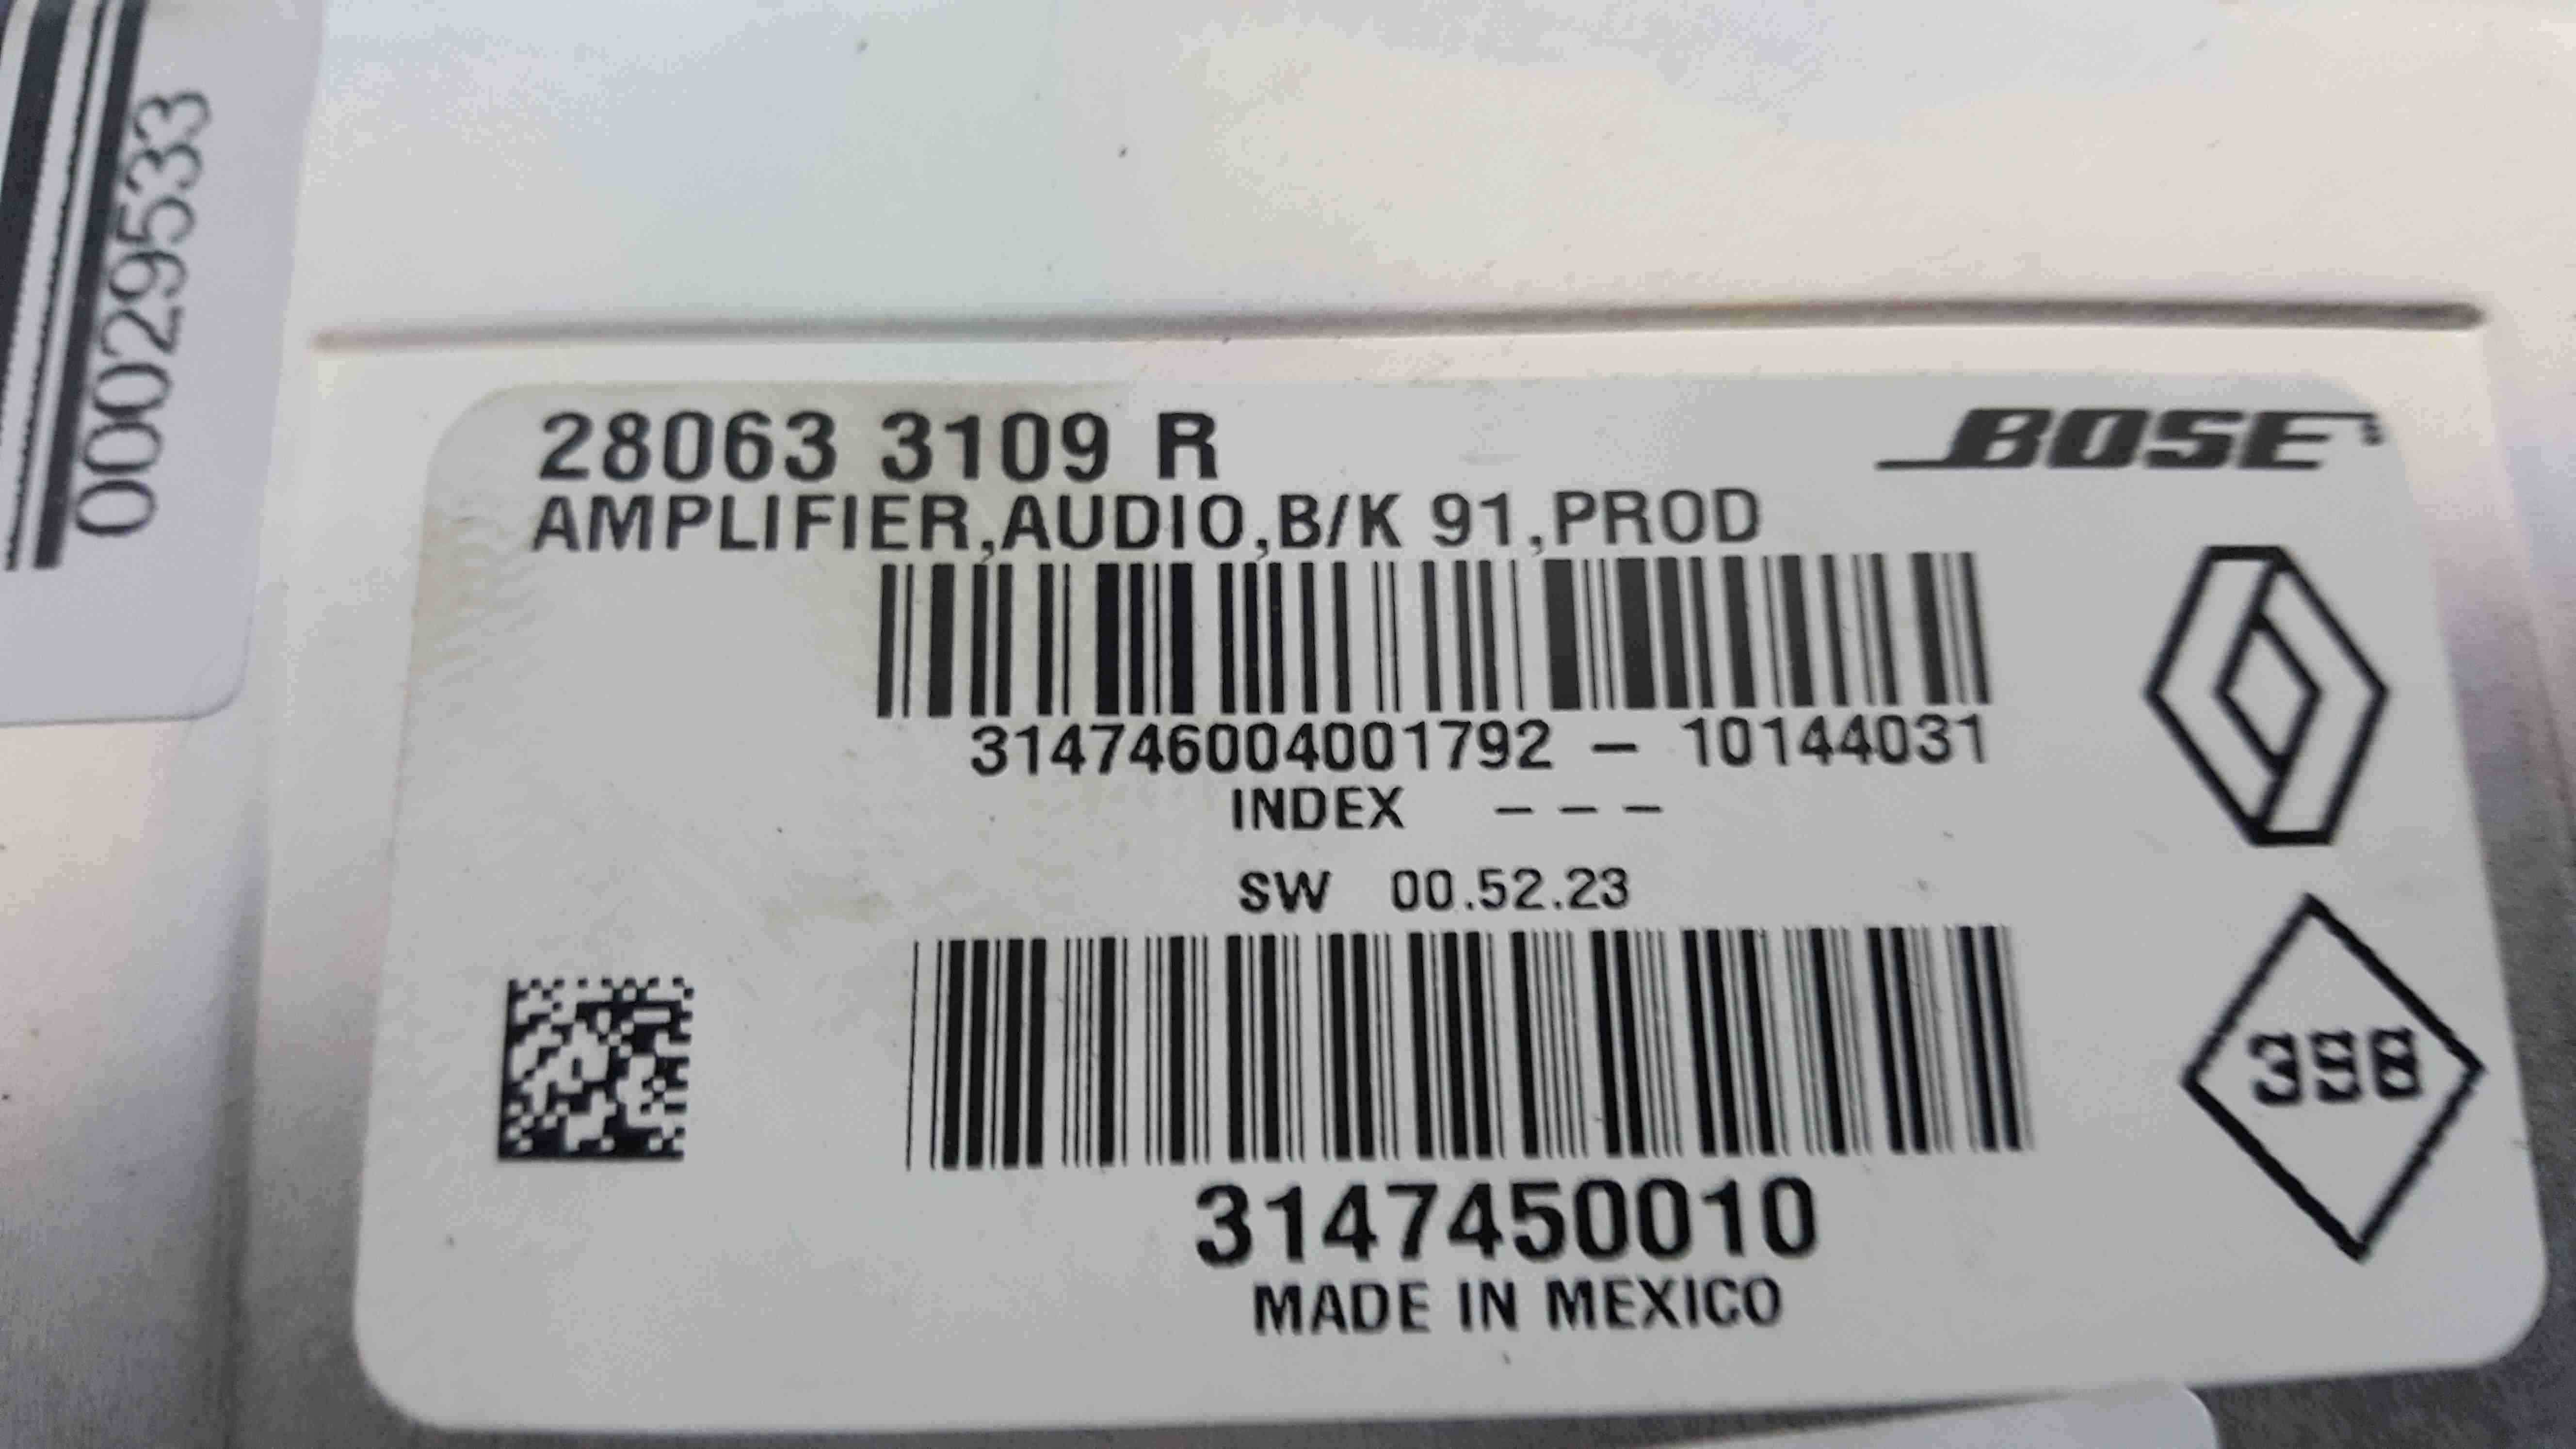 000029533
28063 3109 R
BOSE
AMPLIFIER,AUDIO,B/K 91,PROD
314746004001792 – 10144031
INDEX – – –
SW 00.52.23
398
3147450010
MADE IN MEXICO